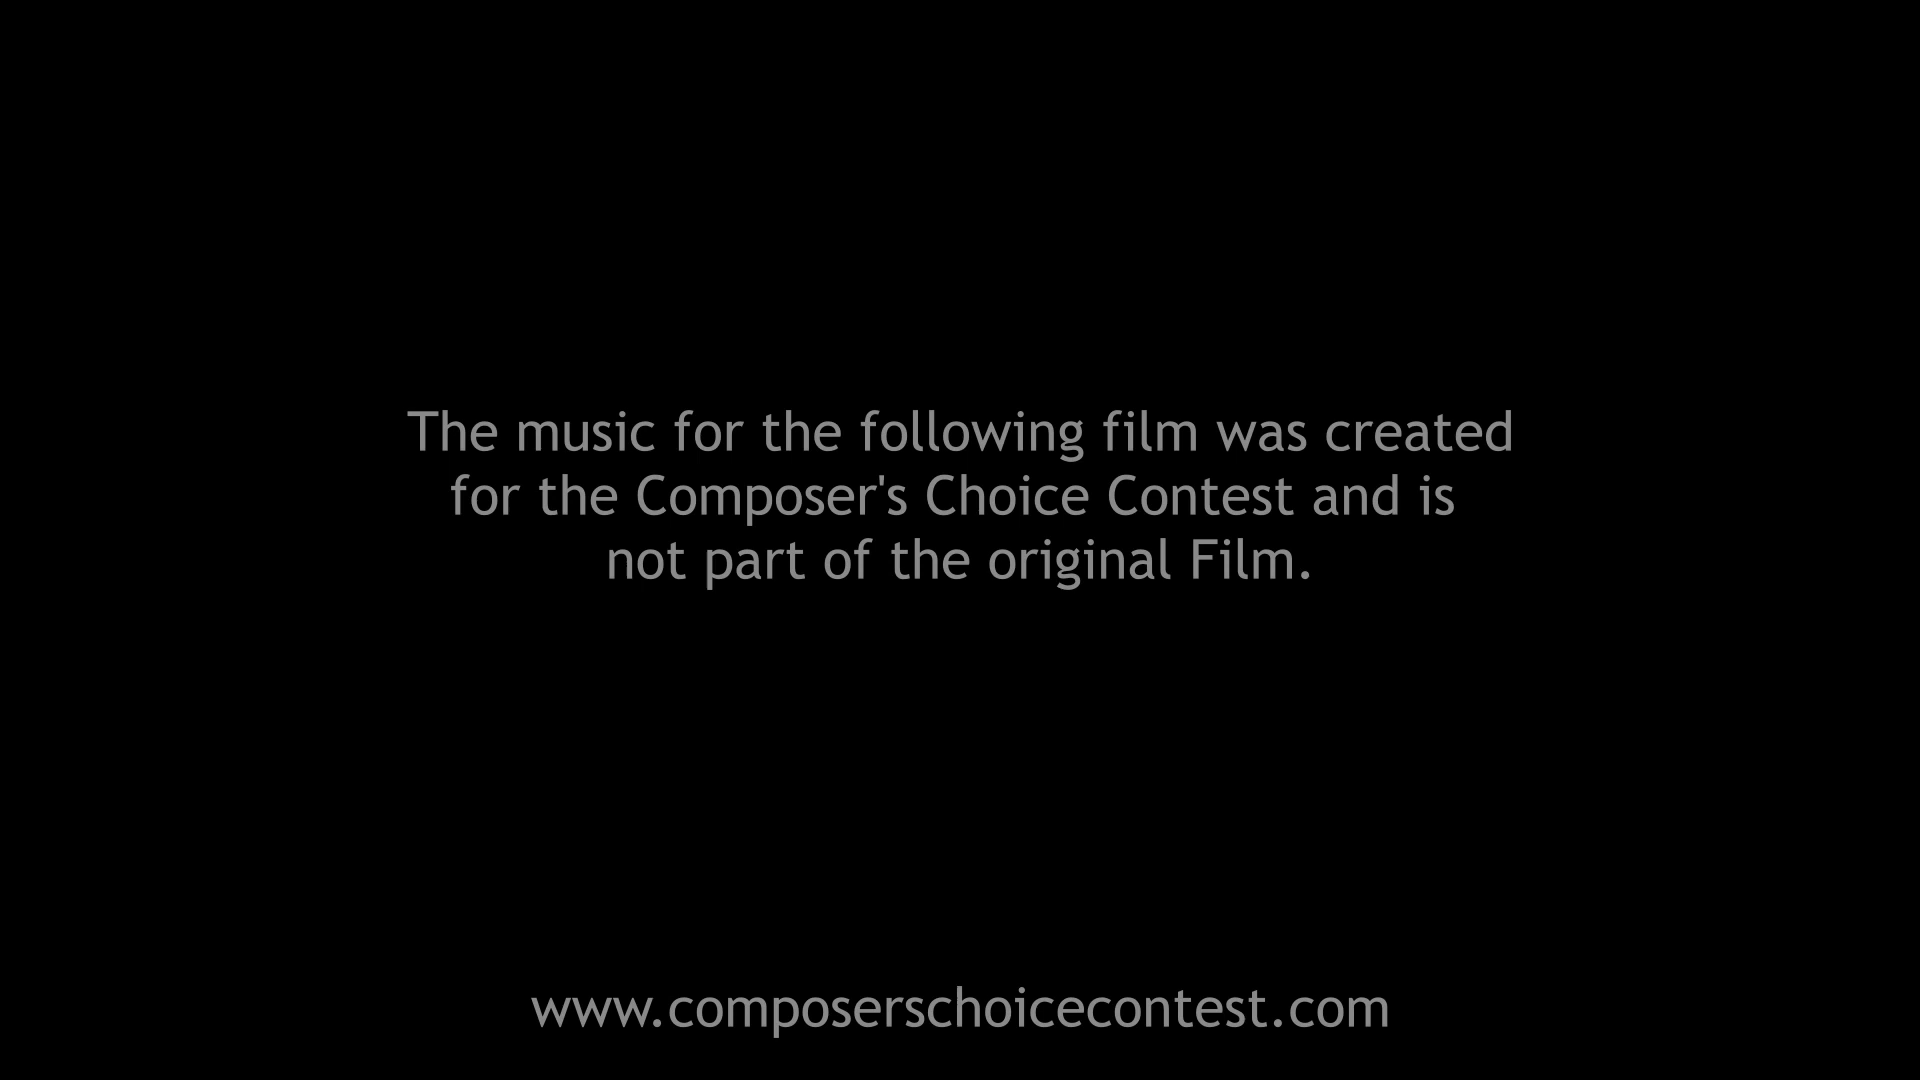 The music for the following film was created
for the Composer's Choice Contest and is
not part of the original Film.
www.composerschoicecontest.com